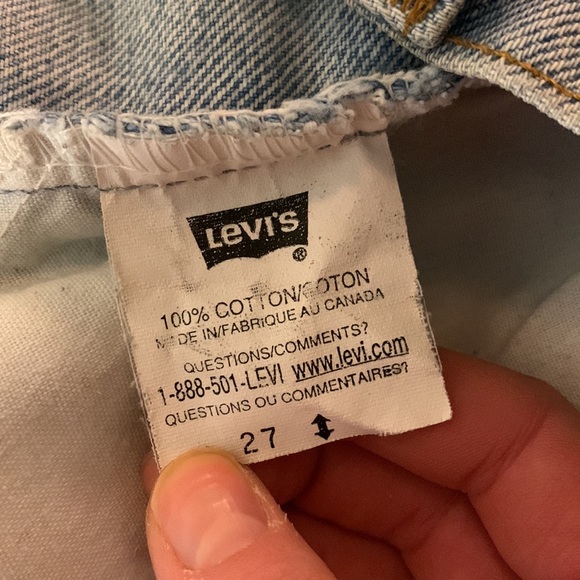 Levi's
®
100% COTTON/COTON
MADE IN/FABRIQUE AU CANADA
QUESTIONS/COMMENTS?
1-888-501-LEVI www.levi.com
QUESTIONS OU COMMENTAIRES?
27